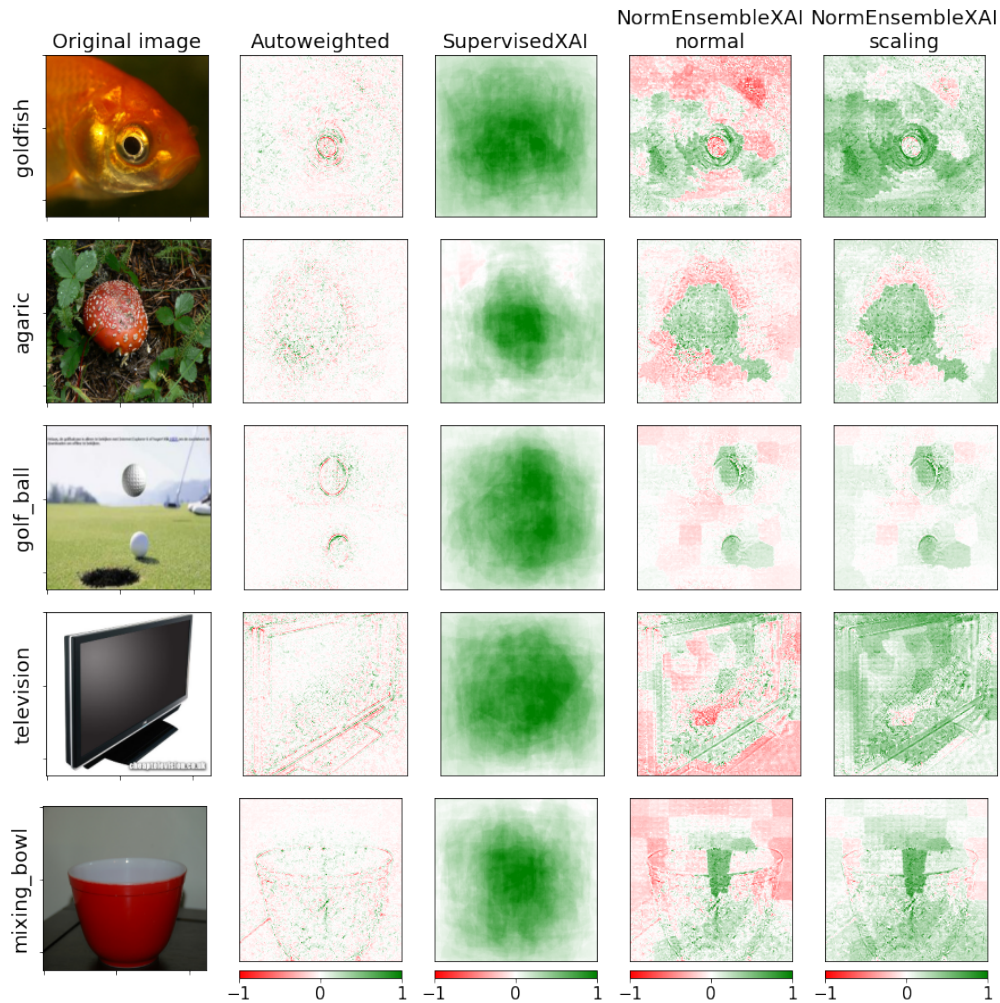 NormEnsembleXAI NormEnsembleXAI
Original image Autoweighted SupervisedXAI normal scaling
goldfish
agaric
golf_ball
television
mixing_bowl
−1 0 1 −1 0 1 −1 0 1 −1 0 1